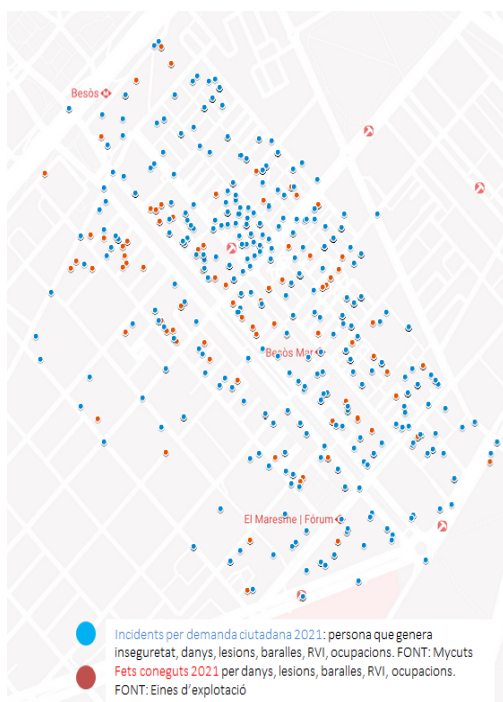 Besòs
Besòs Mar
El Maresme | Fòrum
Incidents per demanda ciutadana 2021: persona que genera
inseguretat, danys, lesions, baralles, RVI, ocupacions. FONT: Mycuts
Fets coneguts 2021 per danys, lesions, baralles, RVI, ocupacions.
FONT: Eines d'explotació